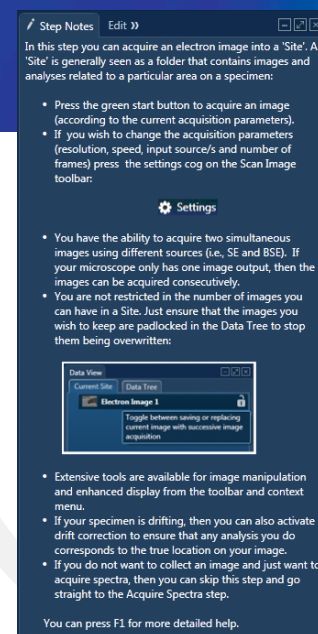 Step Notes Edit »
In this step you can acquire an electron image into a 'Site'. A
'Site' is generally seen as a folder that contains images and
analyses related to a particular area on a specimen:
• Press the green start button to acquire an image
(according to the current acquisition parameters).
• If you wish to change the acquisition parameters
(resolution, speed, input source/s and number of
frames) press the settings cog on the Scan Image
toolbar:
Settings
• You have the ability to acquire two simultaneous
images using different sources (i.e., SE and BSE). If
your microscope only has one image output, then the
images can be acquired consecutively.
• You are not restricted in the number of images you
can have in a Site. Just ensure that the images you
wish to keep are padlocked in the Data Tree to stop
them being overwritten:
Data View
Current Site Data Tree
Electron Image 1
Toggle between saving or replacing
current image with successive image
acquisition
• Extensive tools are available for image manipulation
and enhanced display from the toolbar and context
menu.
• If your specimen is drifting, then you can also activate
drift correction to ensure that any analysis you do
corresponds to the true location on your image.
• If you do not want to collect an image and just want to
acquire spectra, then you can skip this step and go
straight to the Acquire Spectra step.
You can press F1 for more detailed help.